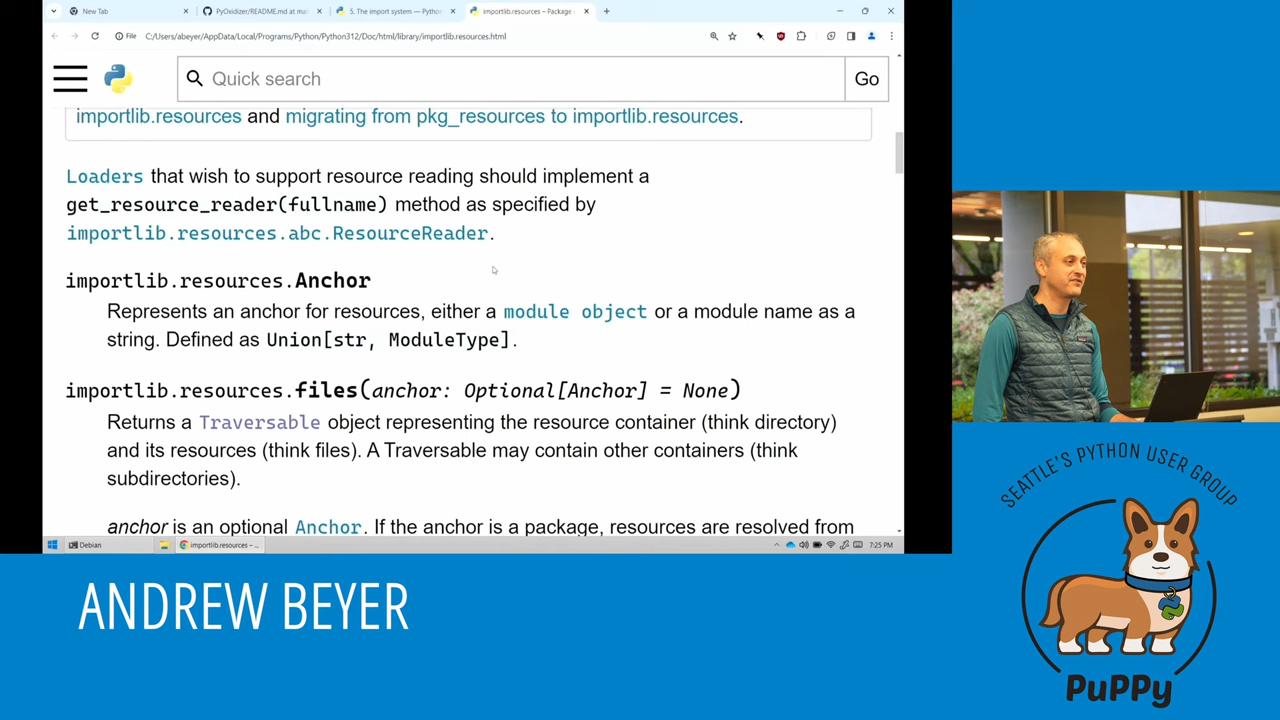 New Tab
PyOxidizer/README.md at mai
5. The import system — Python
importlib.resources – Package
File
C:/Users/abeyer/AppData/Local/Programs/Python/Python312/Doc/html/library/importlib.resources.html
Quick search
Go
importlib.resources and migrating from pkg_resources to importlib.resources.
Loaders that wish to support resource reading should implement a
get_resource_reader(fullname) method as specified by
importlib.resources.abc.ResourceReader.
importlib.resources.Anchor
Represents an anchor for resources, either a module object or a module name as a
string. Defined as Union[str, ModuleType].
importlib.resources.files(anchor: Optional[Anchor] = None)
Returns a Traversable object representing the resource container (think directory)
and its resources (think files). A Traversable may contain other containers (think
subdirectories).
anchor is an optional Anchor. If the anchor is a package, resources are resolved from
Debian
importlib.resources – ...
7:25 PM
SEATTLE'S PYTHON USER GROUP
PuPPy
ANDREW BEYER